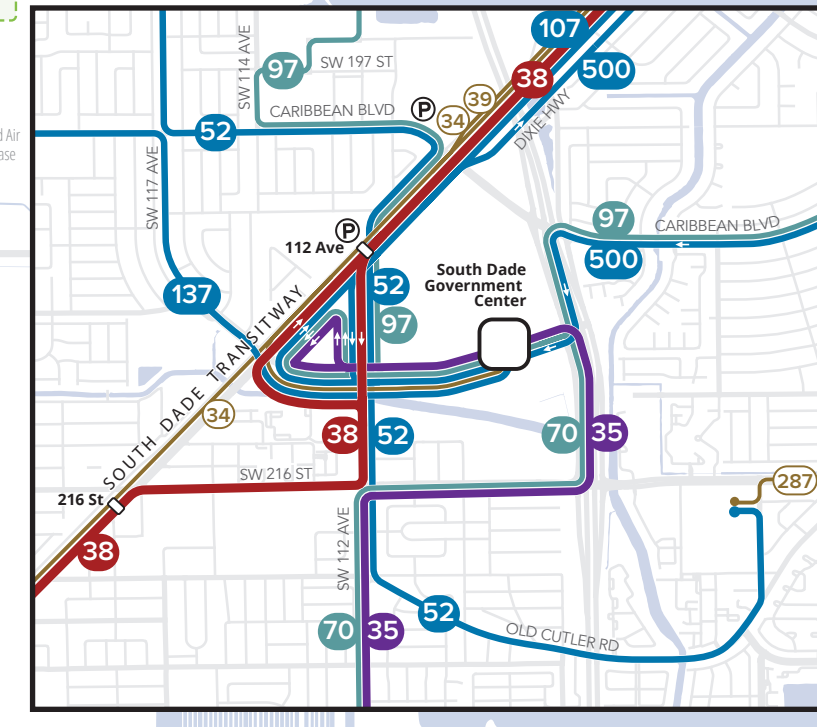 107
97
SW 114 AVE
SW 197 ST
38
500
39
P
34
CARIBBEAN BLVD
52
DIXIE HWY
d Air
ase
SW 117 AVE
97
CARIBBEAN BLVD
500
P
112 Ave
South Dade
Government
Center
52
137
97
SOUTH DADE TRANSITWAY
34
38
52
70
35
SW 216 ST
216 St
287
38
SW 112 AVE
52
70
35
OLD CUTLER RD